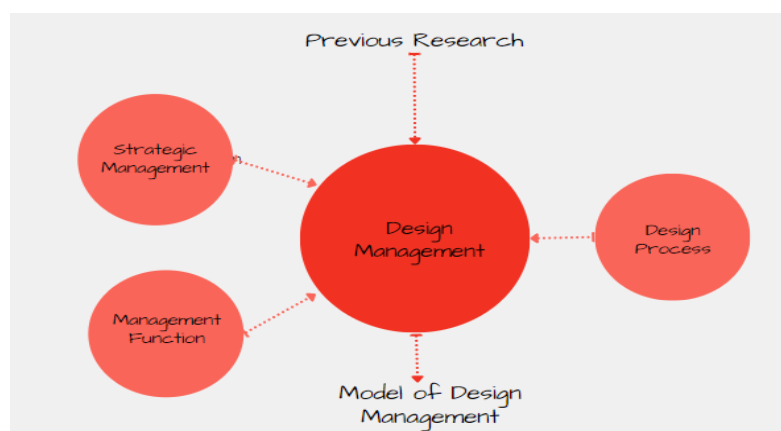 Previous Research
Strategic
Management
Design
Management
Design
Process
Management
Function
Model of Design
Management